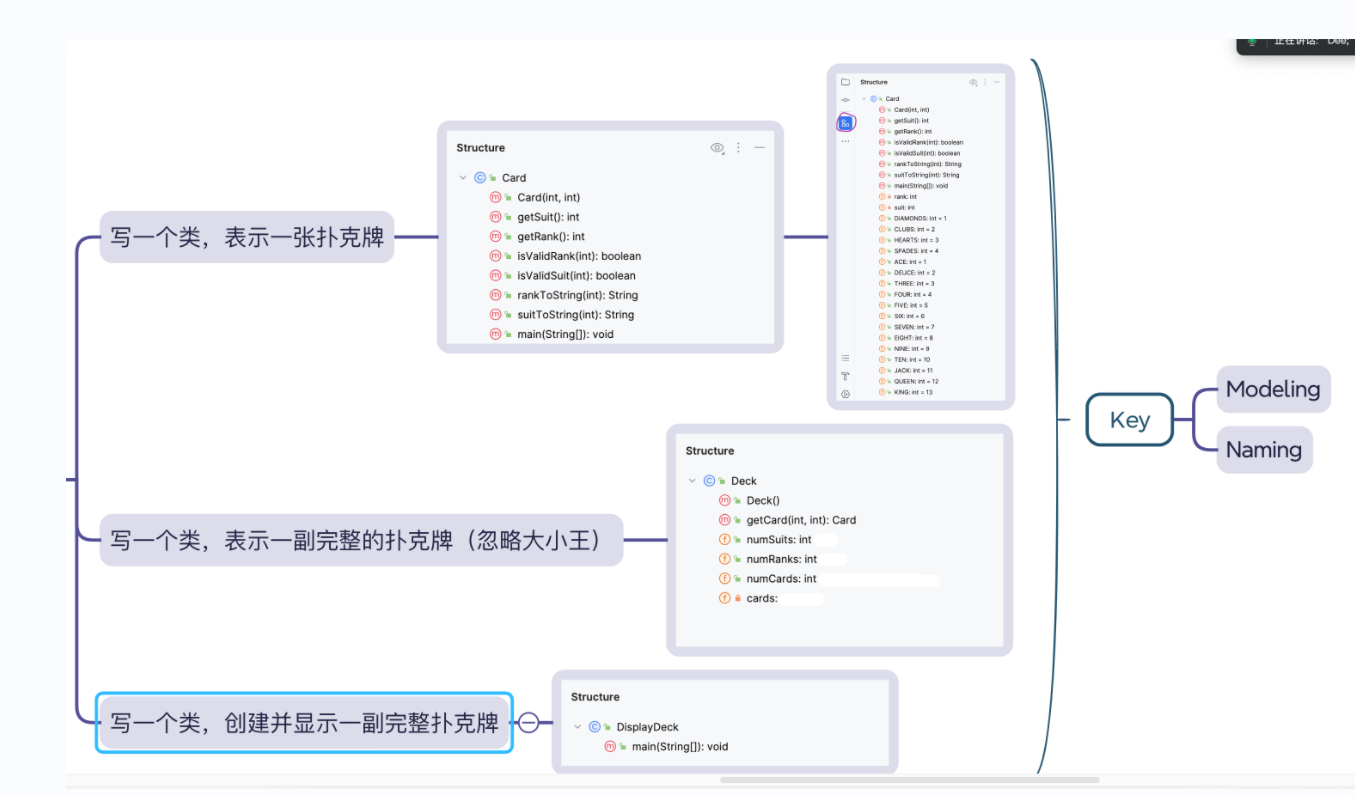 正在讲话: Dee;
写一个类，表示一张扑克牌
Structure
Card
Card(int, int)
getSuit(): int
getRank(): int
isValidRank(int): boolean
isValidSuit(int): boolean
rankToString(int): String
suitToString(int): String
main(String[]): void
Structure
Card
Card(int, int)
getSuit(): int
getRank(): int
isValidRank(int): boolean
isValidSuit(int): boolean
rankToString(int): String
suitToString(int): String
main(String[]): void
rank: int
suit: int
DIAMONDS: int = 1
CLUBS: int = 2
HEARTS: int = 3
SPADES: int = 4
ACE: int = 1
DEUCE: int = 2
THREE: int = 3
FOUR: int = 4
FIVE: int = 5
SIX: int = 6
SEVEN: int = 7
EIGHT: int = 8
NINE: int = 9
TEN: int = 10
JACK: int = 11
QUEEN: int = 12
KING: int = 13
写一个类，表示一副完整的扑克牌（忽略大小王）
Structure
Deck
Deck()
getCard(int, int): Card
numSuits: int
numRanks: int
numCards: int
cards:
写一个类，创建并显示一副完整扑克牌
Structure
DisplayDeck
main(String[]): void
Key
Modeling
Naming